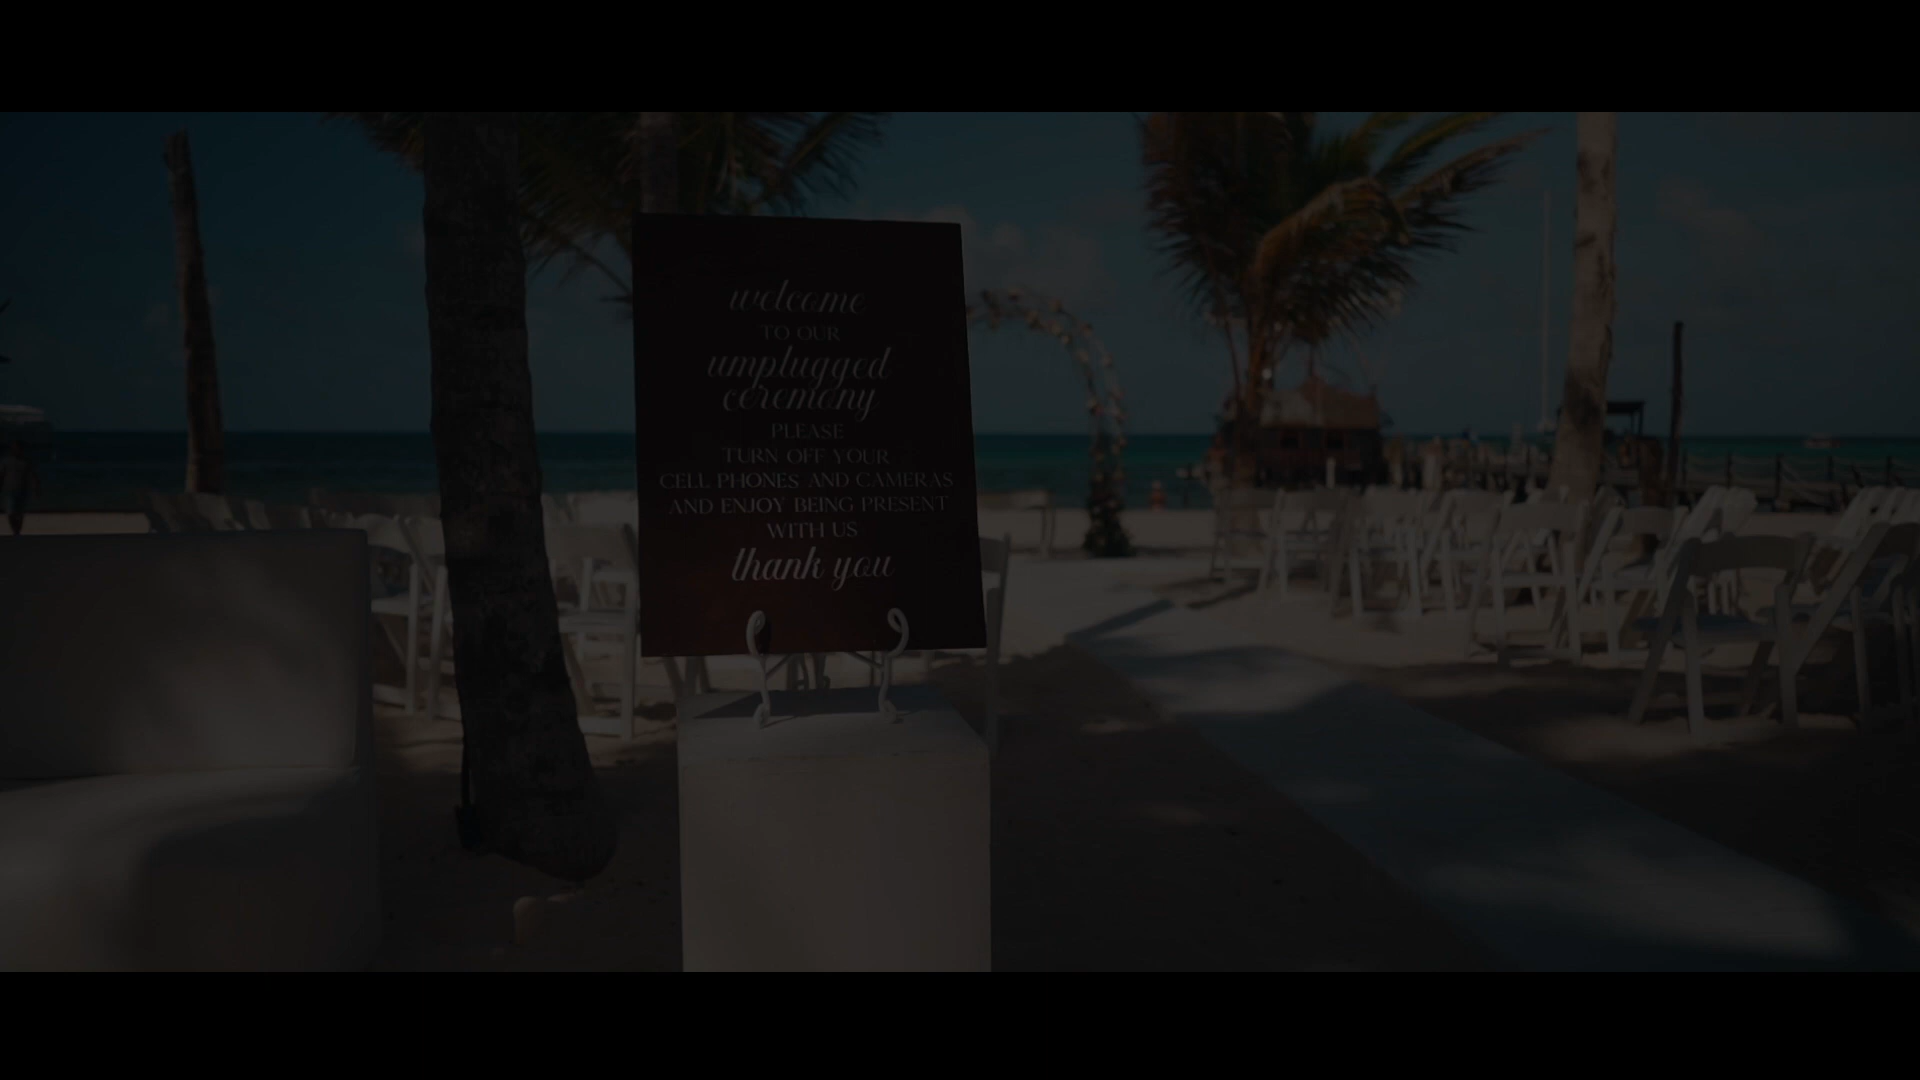 welcome
TO OUR
umplugged
ceremony
PLEASE
TURN OFF YOUR
CELL PHONES AND CAMERAS
AND ENJOY BEING PRESENT
WITH US
thank you